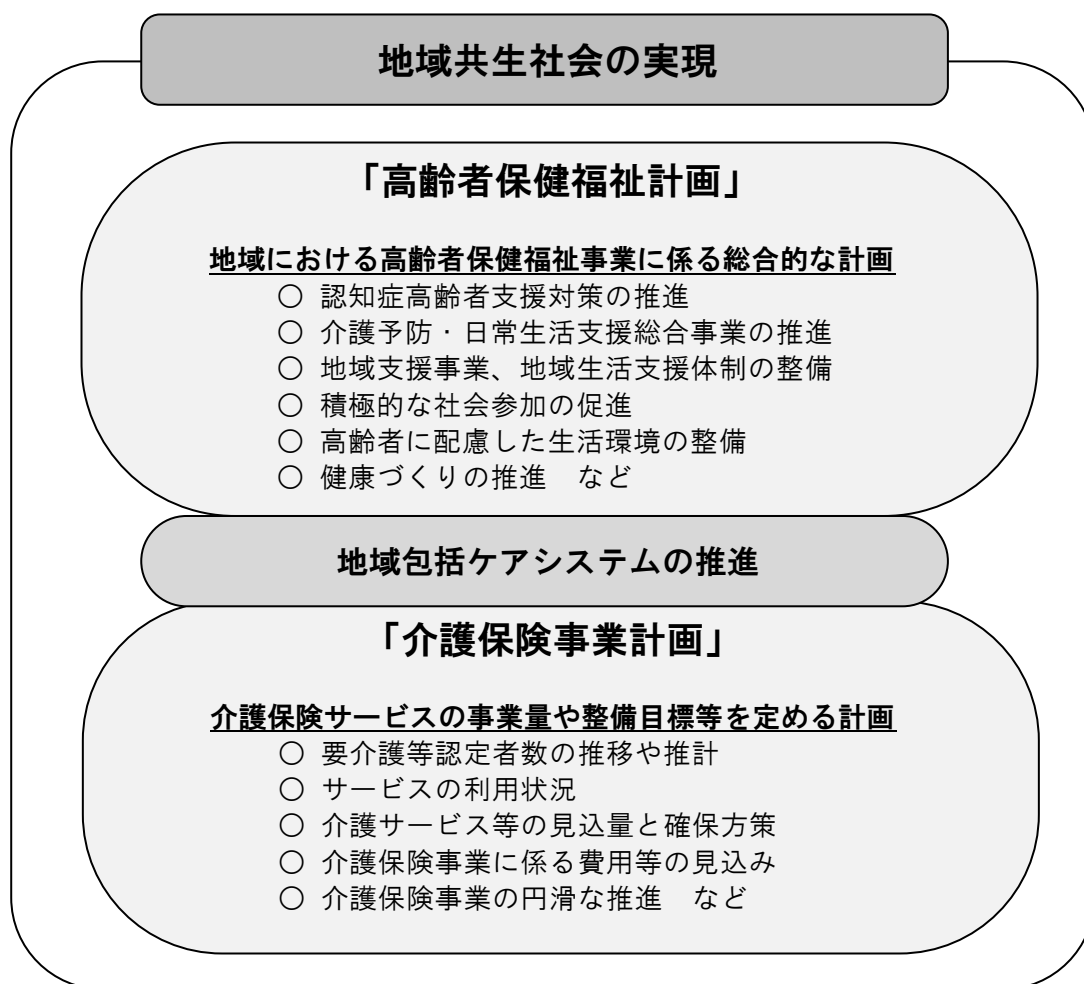 地域共生社会の実現
「高齢者保健福祉計画」
地域における高齢者保健福祉事業に係る総合的な計画
〇 認知症高齢者支援対策の推進
〇 介護予防・日常生活支援総合事業の推進
〇 地域支援事業、地域生活支援体制の整備
〇 積極的な社会参加の促進
〇 高齢者に配慮した生活環境の整備
〇 健康づくりの推進　など
地域包括ケアシステムの推進
「介護保険事業計画」
介護保険サービスの事業量や整備目標等を定める計画
〇 要介護等認定者数の推移や推計
〇 サービスの利用状況
〇 介護サービス等の見込量と確保方策
〇 介護保険事業に係る費用等の見込み
〇 介護保険事業の円滑な推進　など